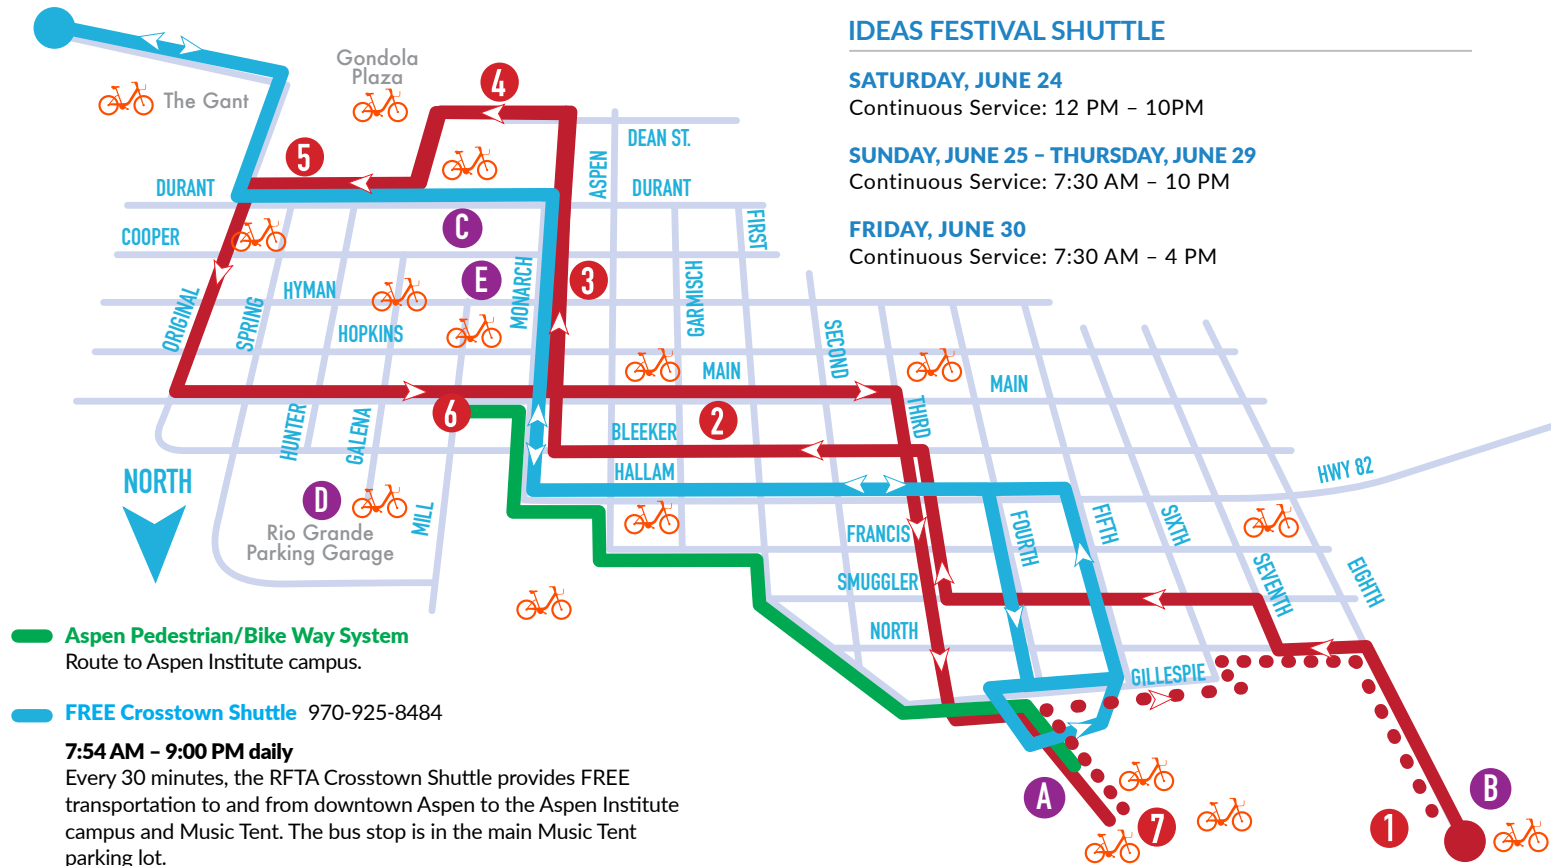 IDEAS FESTIVAL SHUTTLE
SATURDAY, JUNE 24
Continuous Service: 12 PM – 10PM
SUNDAY, JUNE 25 – THURSDAY, JUNE 29
Continuous Service: 7:30 AM – 10 PM
FRIDAY, JUNE 30
Continuous Service: 7:30 AM – 4 PM
Gondola
Plaza
The Gant
4
5
DEAN ST.
ASPEN
DURANT
DURANT
FIRST
COOPER
C
E
3
MONARCH
GARMISCH
ORIGINAL
SPRING
HYMAN
HOPKINS
SECOND
MAIN
MAIN
6
2
THIRD
HUNTER
GALENA
BLEEKER
HALLAM
HWY 82
NORTH
D
MILL
Rio Grande
Parking Garage
FRANCIS
FOURTH
FIFTH
SIXTH
SEVENTH
EIGHTH
SMUGGLER
NORTH
GILLESPIE
A
7
1
B
Aspen Pedestrian/Bike Way System
Route to Aspen Institute campus.
FREE Crosstown Shuttle 970-925-8484
7:54 AM – 9:00 PM daily
Every 30 minutes, the RFTA Crosstown Shuttle provides FREE
transportation to and from downtown Aspen to the Aspen Institute
campus and Music Tent. The bus stop is in the main Music Tent
parking lot.